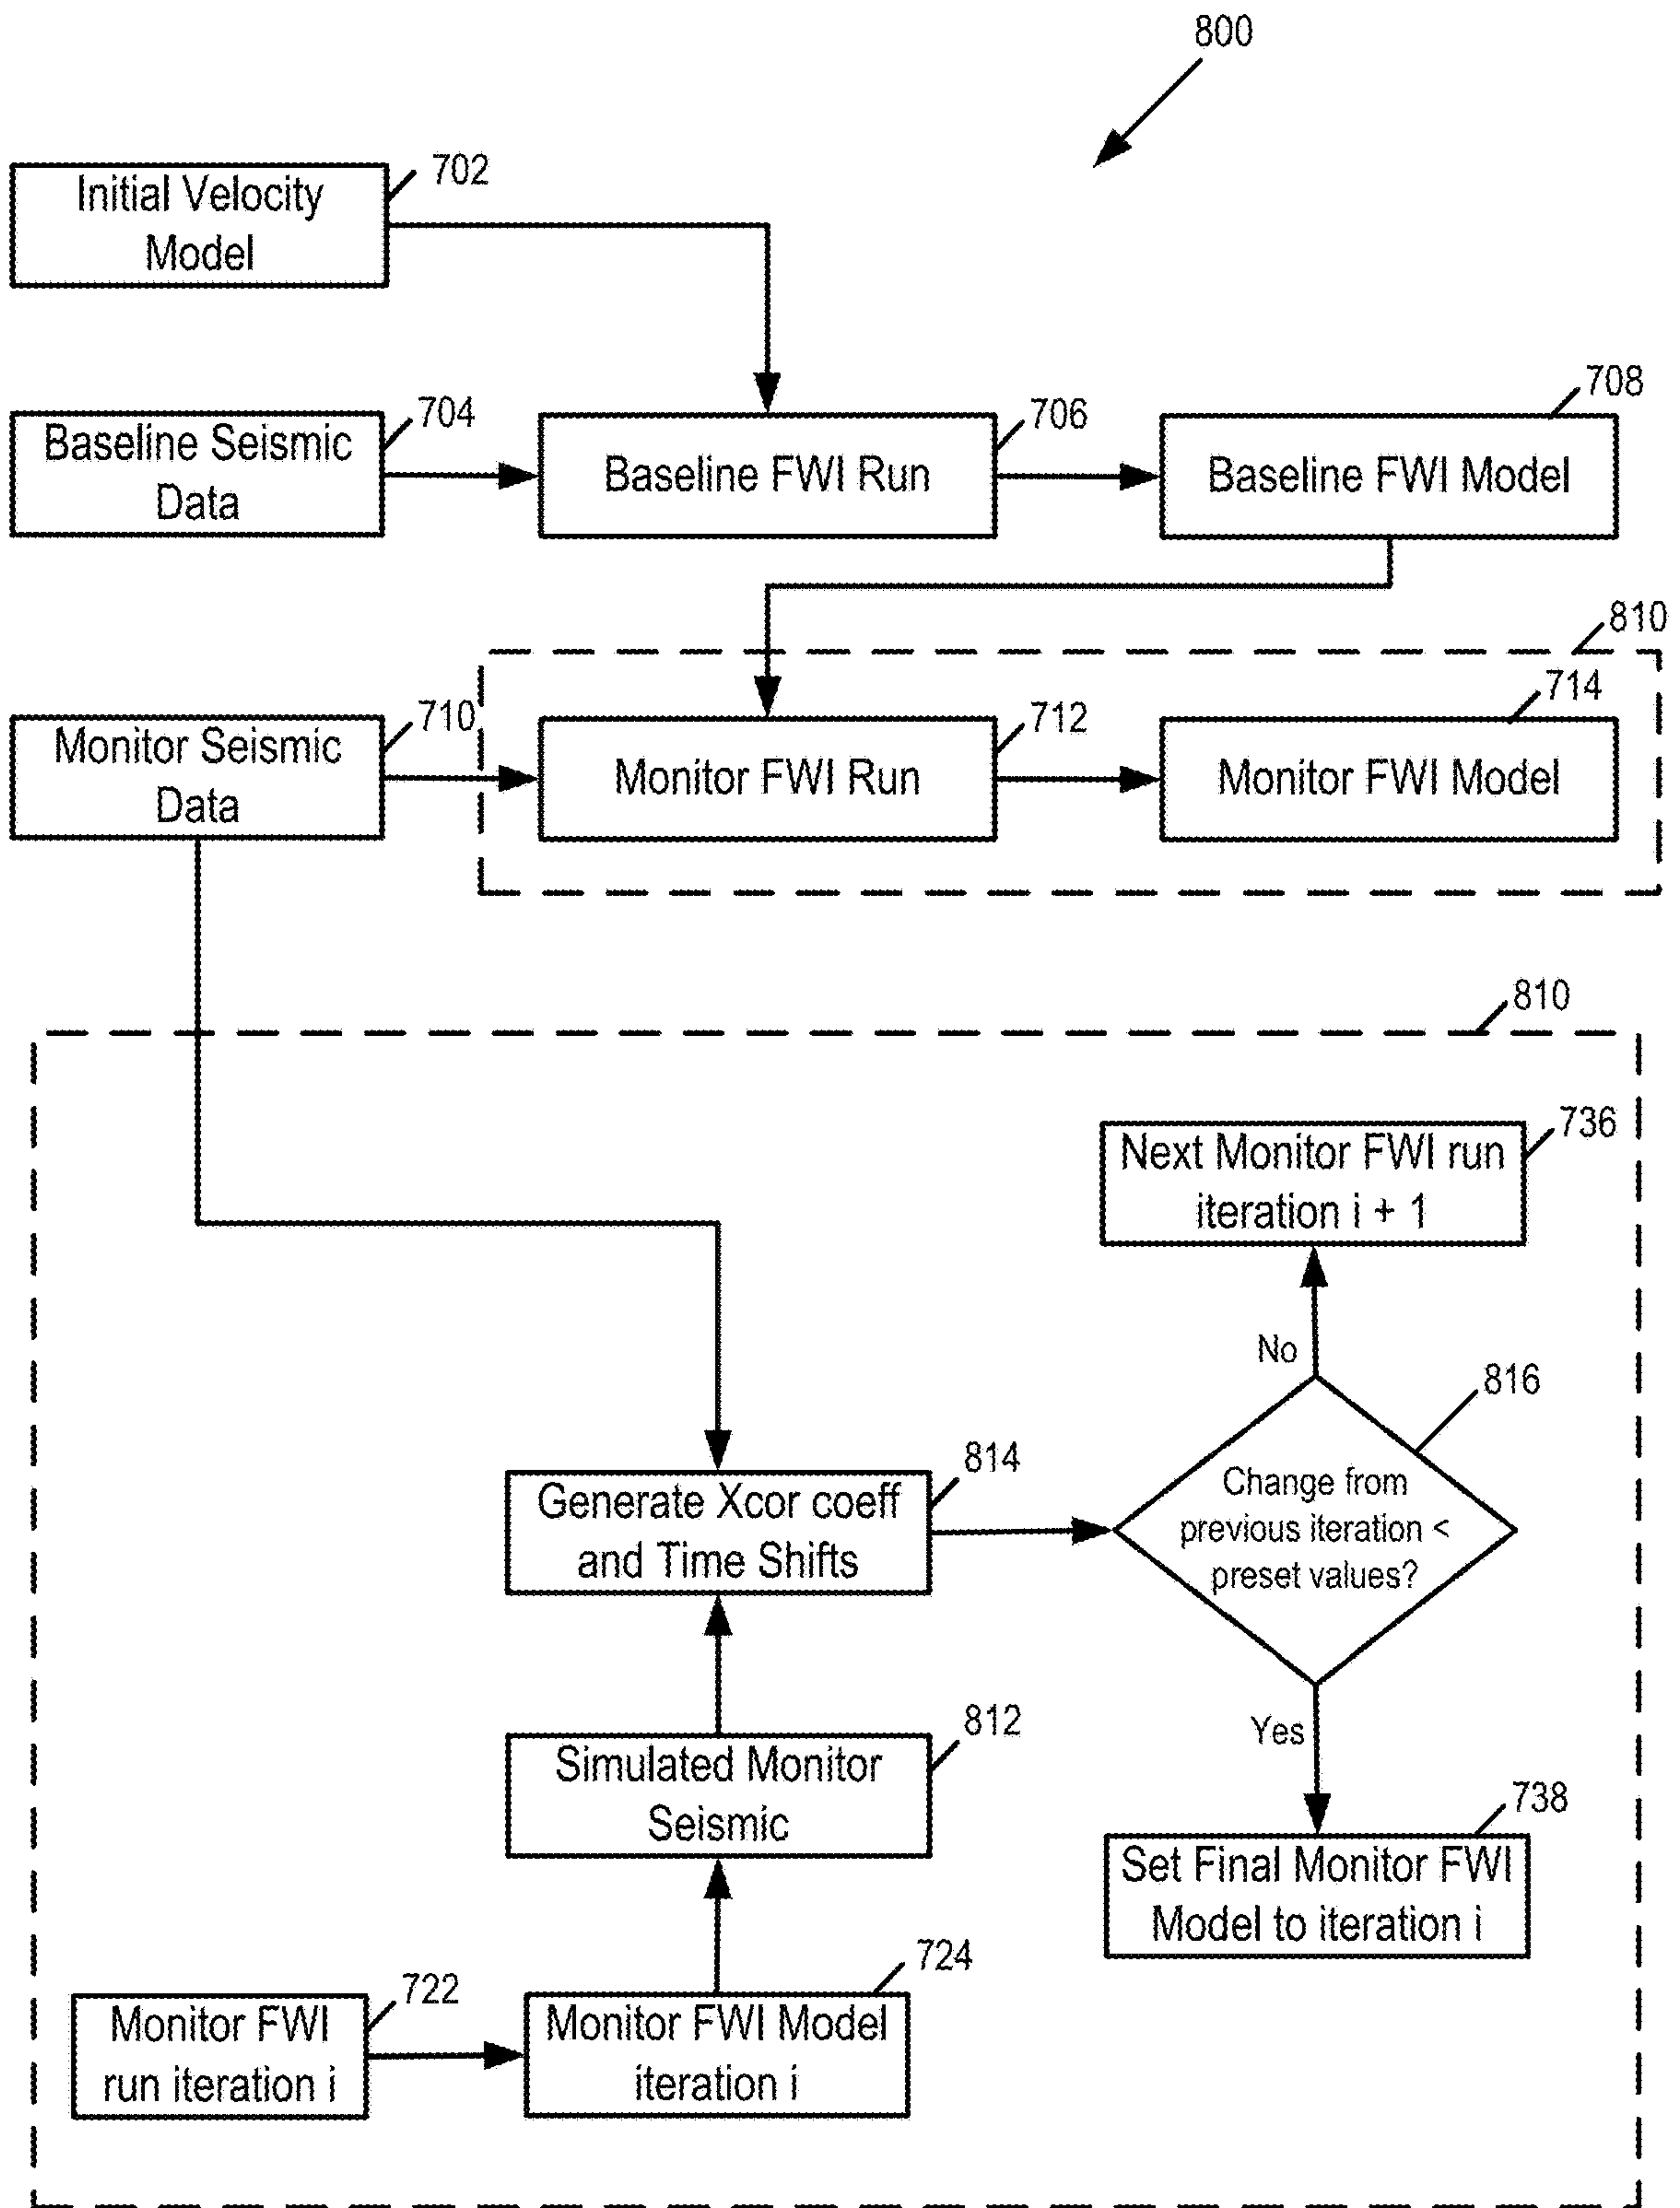 800
702
Initial Velocity
Model
708
704
706
Baseline Seismic
Data
Baseline FWI Run
Baseline FWI Model
810
714
710
712
Monitor Seismic
Data
Monitor FWI Run
Monitor FWI Model
810
736
Next Monitor FWI run
iteration i + 1
No
816
814
Generate Xcor coeff
and Time Shifts
Change from
previous iteration <
preset values?
812
Simulated Monitor
Seismic
Yes
738
Set Final Monitor FWI
Model to iteration i
724
722
Monitor FWI
run iteration i
Monitor FWI Model
iteration i